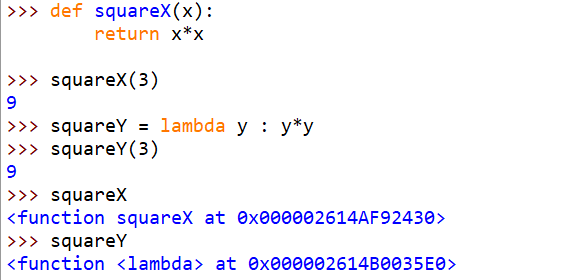 >>> def squareX(x):
        return x*x

>>> squareX(3)
9
>>> squareY = lambda y : y*y
>>> squareY(3)
9
>>> squareX
<function squareX at 0x000002614AF92430>
>>> squareY
<function <lambda> at 0x000002614B0035E0>